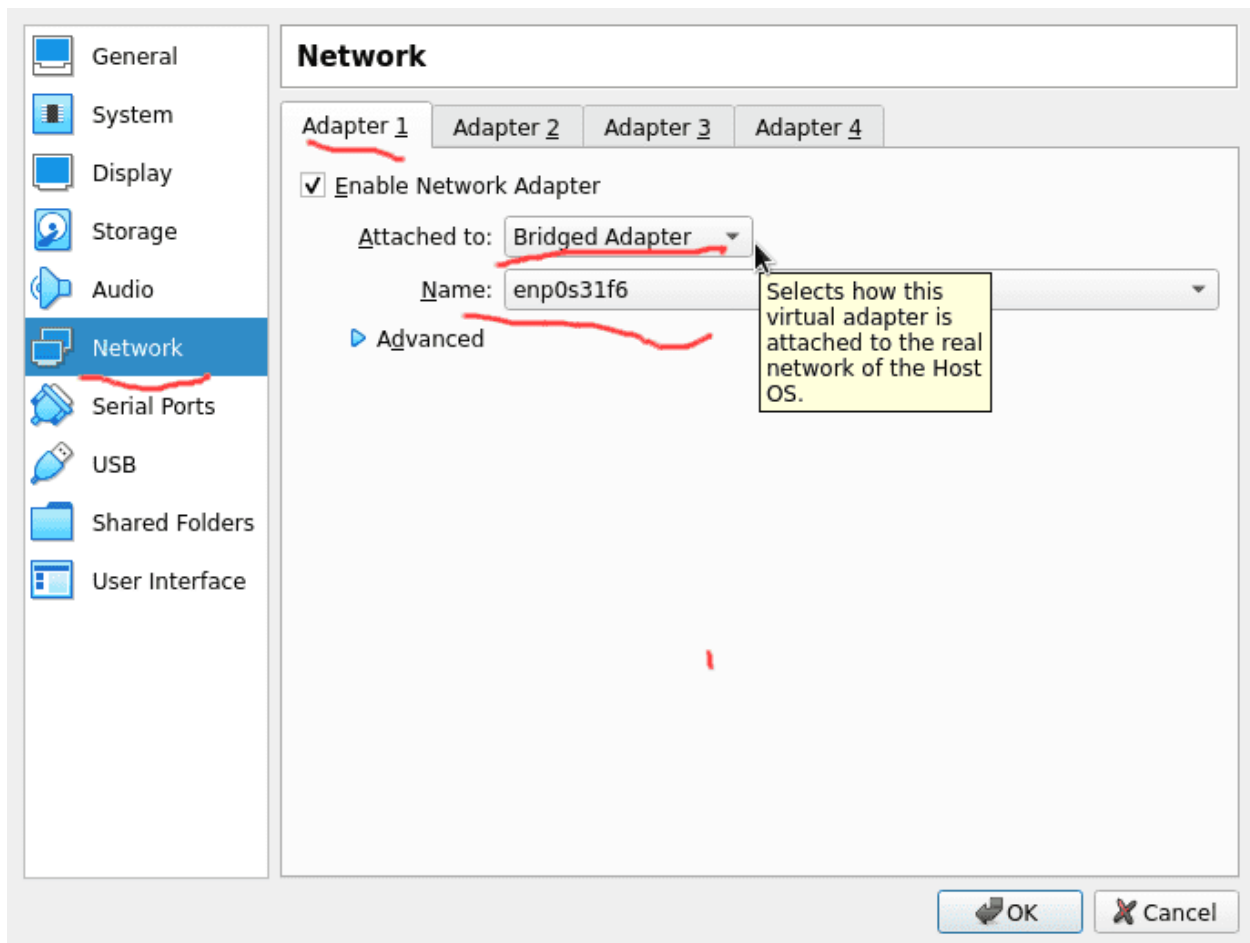 General
System
Display
Storage
Audio
Network
Serial Ports
USB
Shared Folders
User Interface
Network
Adapter 1
Adapter 2
Adapter 3
Adapter 4
Enable Network Adapter
Attached to: Bridged Adapter
Name: enp0s31f6
Advanced
Selects how this
virtual adapter is
attached to the real
network of the Host
OS.
OK
Cancel